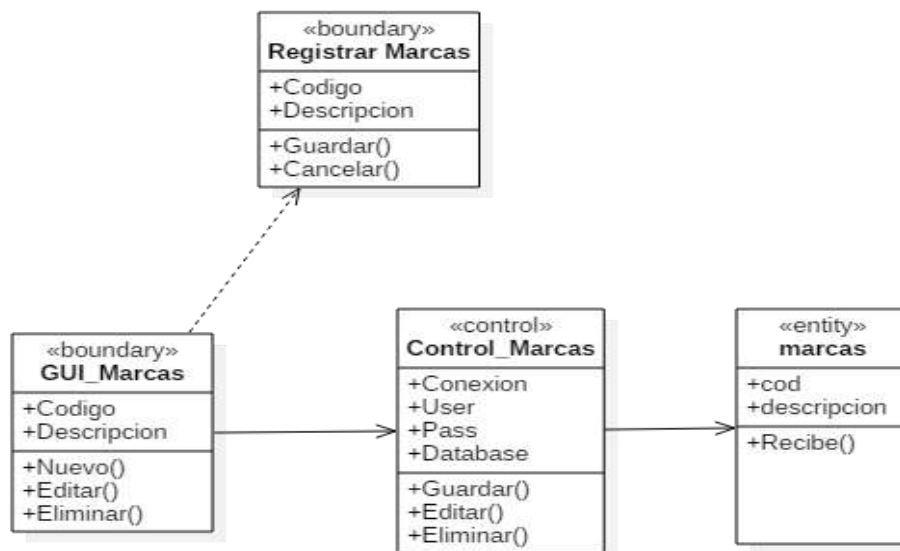 «boundary»
Registrar Marcas
+Codigo
+Descripcion
+Guardar()
+Cancelar()
«boundary»
GUI_Marcas
+Codigo
+Descripcion
+Nuevo()
+Editar()
+Eliminar()
«control»
Control_Marcas
+Conexion
+User
+Pass
+Database
+Guardar()
+Editar()
+Eliminar()
«entity»
marcas
+cod
+descripcion
+Recibe()